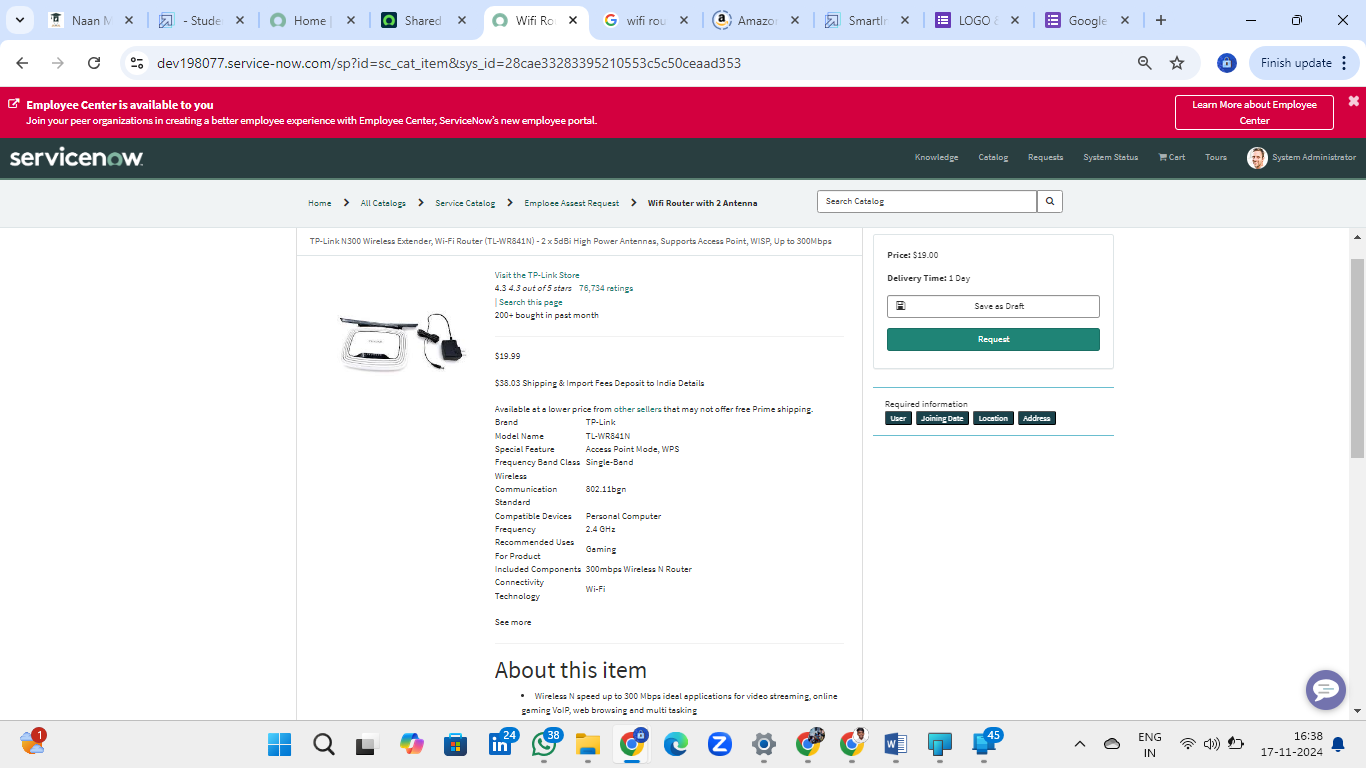 Naan M
- Stude
Home |
Shared
Wifi Ro
wifi rou
Amazon
SmartIn
LOGO &
Google
Finish update
dev198077.service-now.com/sp?id=sc_cat_item&sys_id=28cae33283395210553c5c50ceaad353
Employee Center is available to you
Join your peer organizations in creating a better employee experience with Employee Center, ServiceNow's new employee portal.
Learn More about Employee
Center
servicenow
Knowledge
Catalog
Requests
System Status
Cart
Tours
System Administrator
Home
All Catalogs
Service Catalog
Emploee Assest Request
Wifi Router with 2 Antenna
Search Catalog
TP-Link N300 Wireless Extender, Wi-Fi Router (TL-WR841N) - 2 x 5dBi High Power Antennas, Supports Access Point, WISP, Up to 300Mbps
Visit the TP-Link Store
4.3 4.3 out of 5 stars 76,734 ratings
| Search this page
200+ bought in past month
$19.99
$38.03 Shipping & Import Fees Deposit to India Details
Available at a lower price from other sellers that may not offer free Prime shipping.
Brand TP-Link
Model Name TL-WR841N
Special Feature Access Point Mode, WPS
Frequency Band Class Single-Band
Wireless
Communication 802.11bgn
Standard
Compatible Devices Personal Computer
Frequency 2.4 GHz
Recommended Uses
For Product Gaming
Included Components 300mbps Wireless N Router
Connectivity
Technology Wi-Fi
See more
About this item
• Wireless N speed up to 300 Mbps ideal applications for video streaming, online
gaming VoIP, web browsing and multi tasking
Price: $19.00
Delivery Time: 1 Day
Save as Draft
Request
Required information
User
Joining Date
Location
Address
1
24
38
45
ENG
IN
16:38
17-11-2024